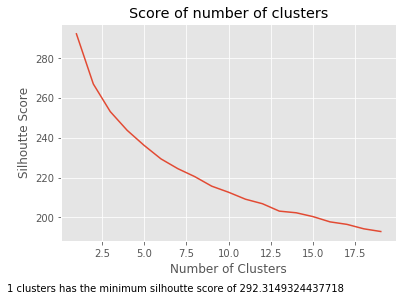 Score of number of clusters
280
260
240
220
200
Silhoutte Score
2.5 5.0 7.5 10.0 12.5 15.0 17.5
Number of Clusters
1 clusters has the minimum silhoutte score of 292.3149324437718